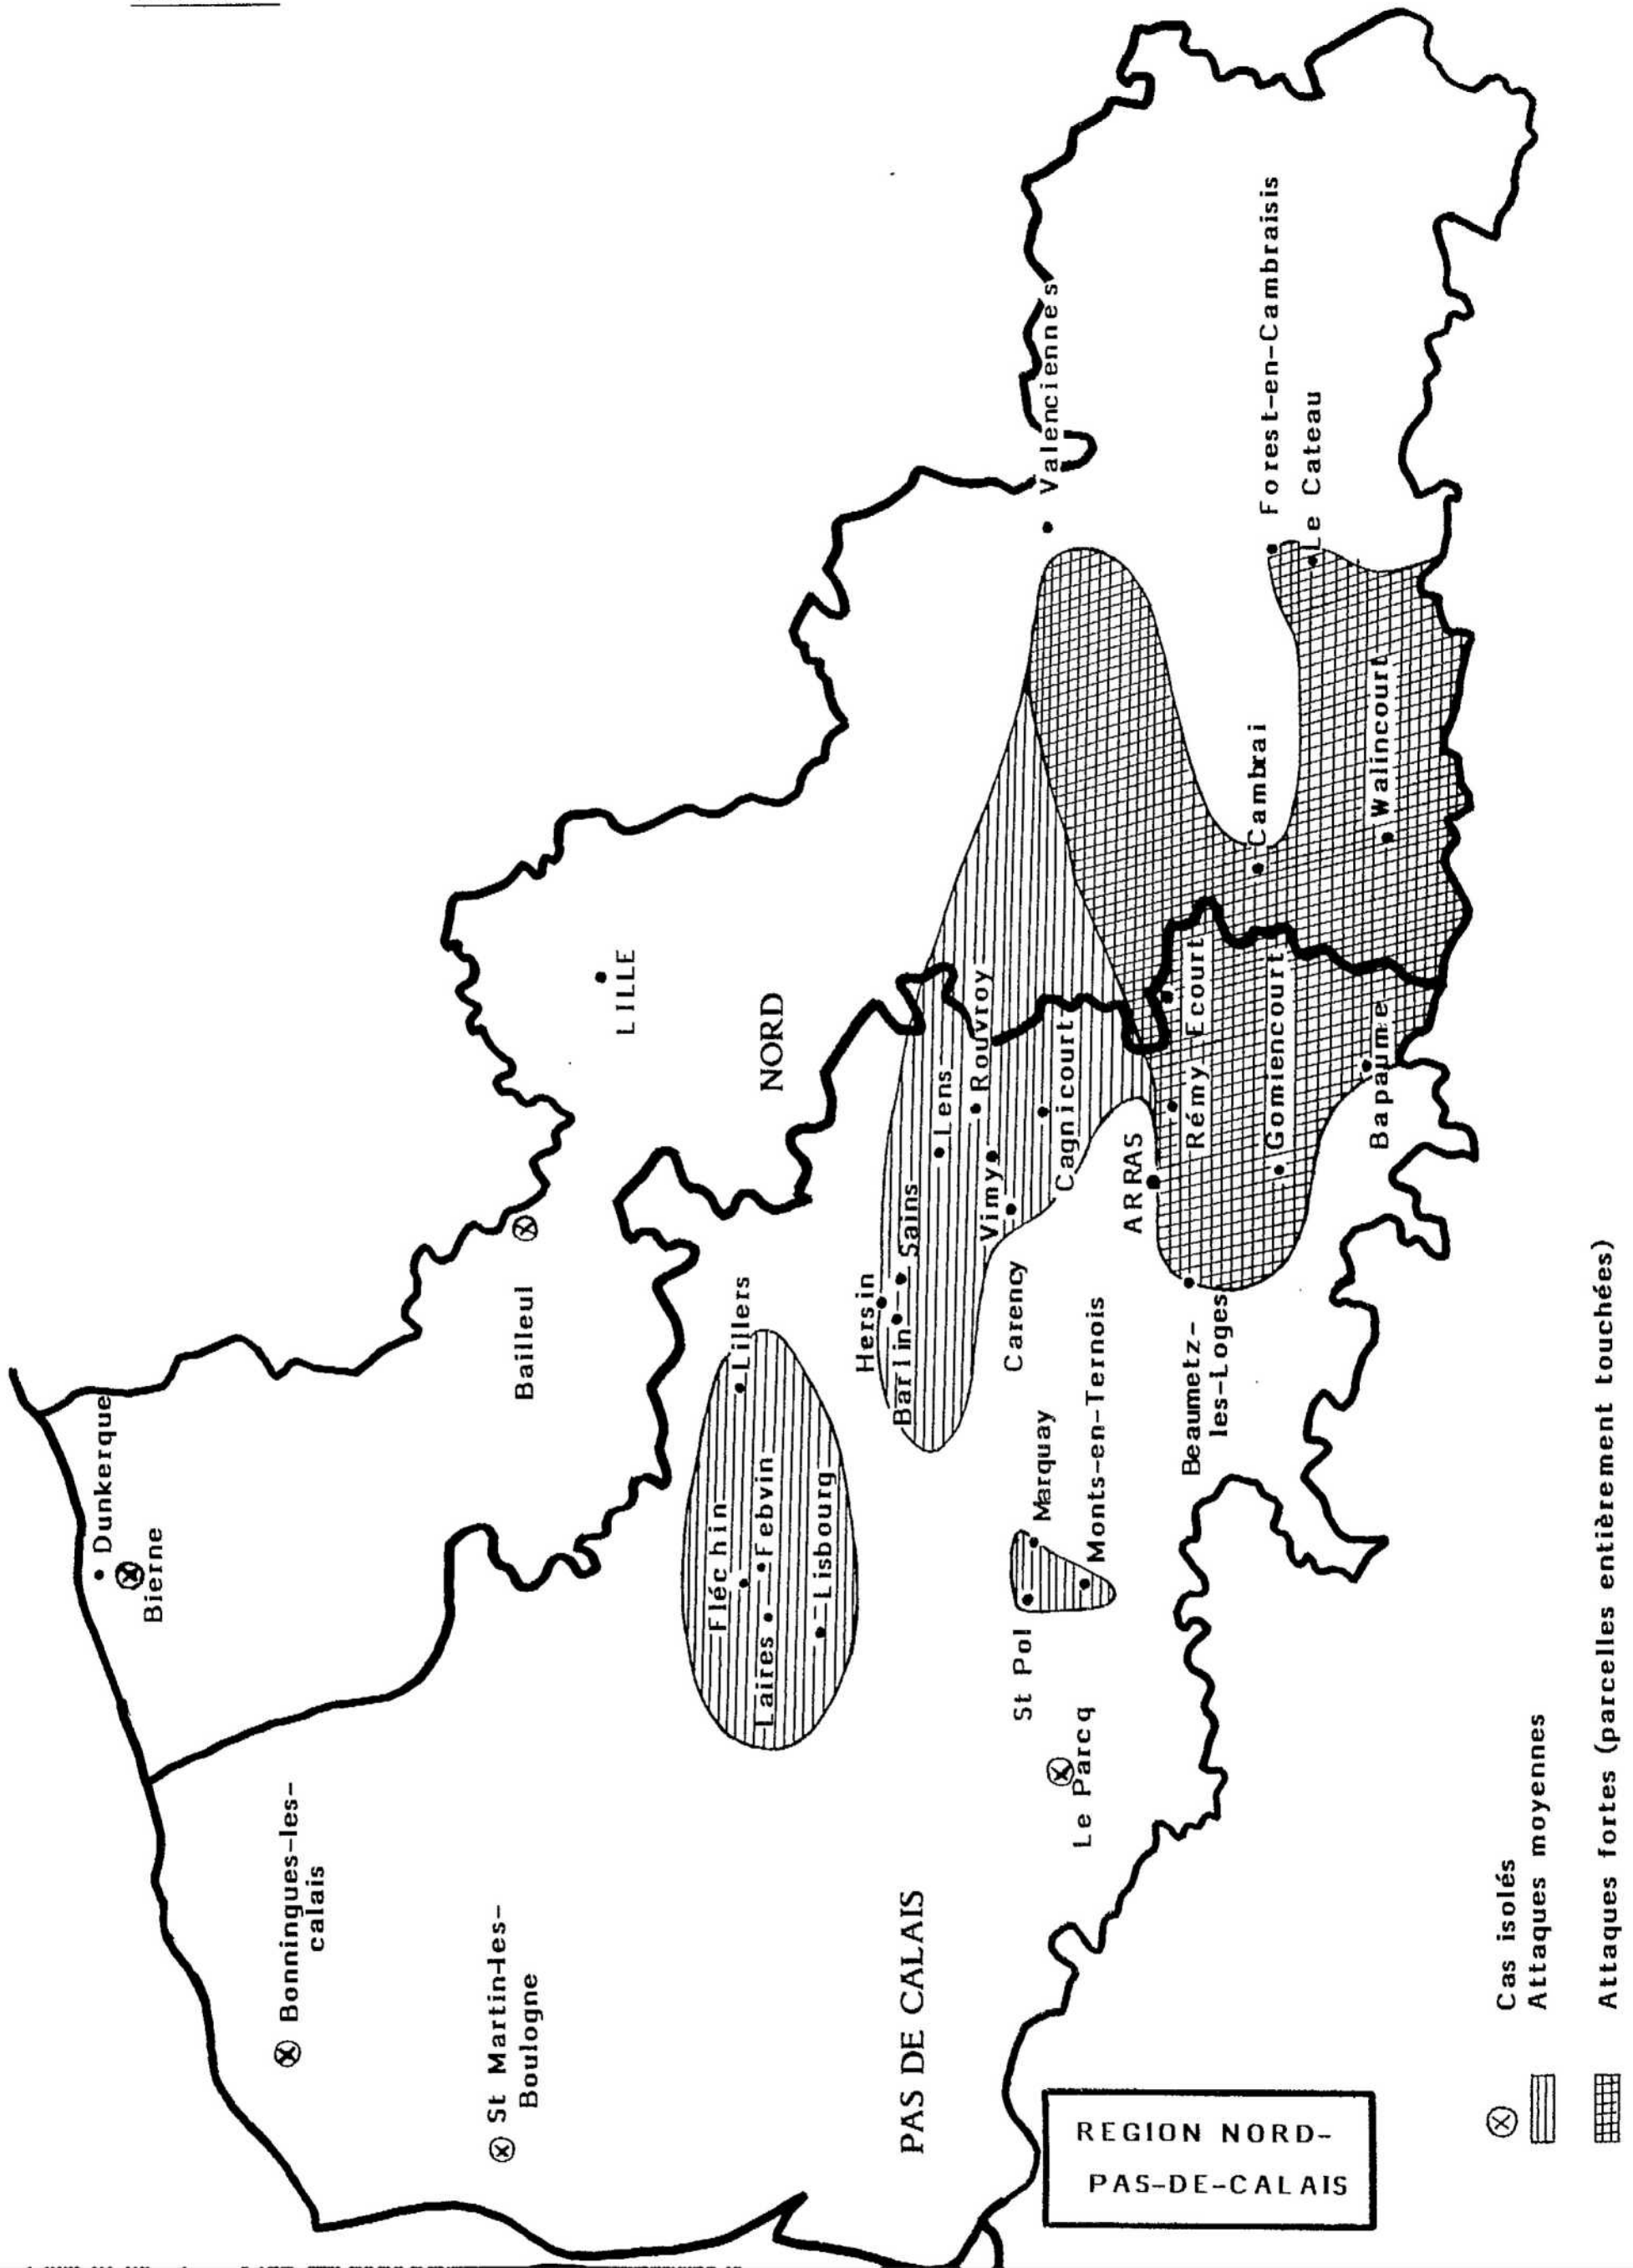 Dunkerque
Bierne
Bonningues-les-
calais
St Martin-les-
Boulogne
Bailleul
LILLE
NORD
Fléchin
Lillers
Laires
Febvin
Lisbourg
Hersin
Barlin
Sains
Lens
Rouvroy
Vimy
Carency
Cagnicourt
Valenciennes
PAS DE CALAIS
St Pol
Marquay
Monts-en-Ternois
Le Parcq
ARRAS
Rémy
Ecourt
Beaumetz-
les-Loges
Gomiencourt
Bapaume
Cambrai
Walincourt
Forest-en-Cambraisis
Le Cateau
REGION NORD-
PAS-DE-CALAIS
Cas isolés
Attaques moyennes
Attaques fortes (parcelles entièrement touchées)